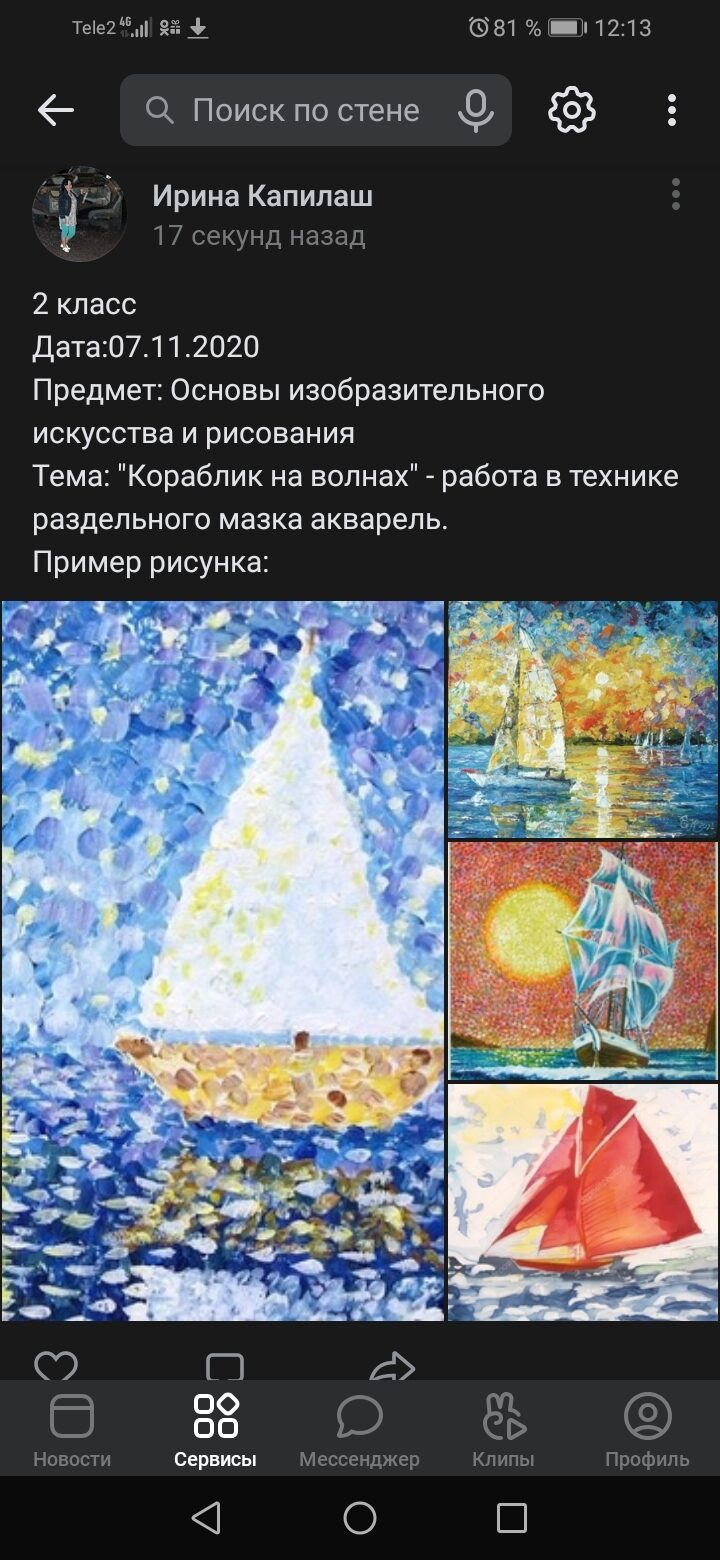 Tele2 4G 81 % 12:13
Поиск по стене
Ирина Капилаш
17 секунд назад
2 класс
Дата:07.11.2020
Предмет: Основы изобразительного
искусства и рисования
Тема: "Кораблик на волнах" - работа в технике
раздельного мазка акварель.
Пример рисунка:
Новости Сервисы Мессенджер Клипы Профиль